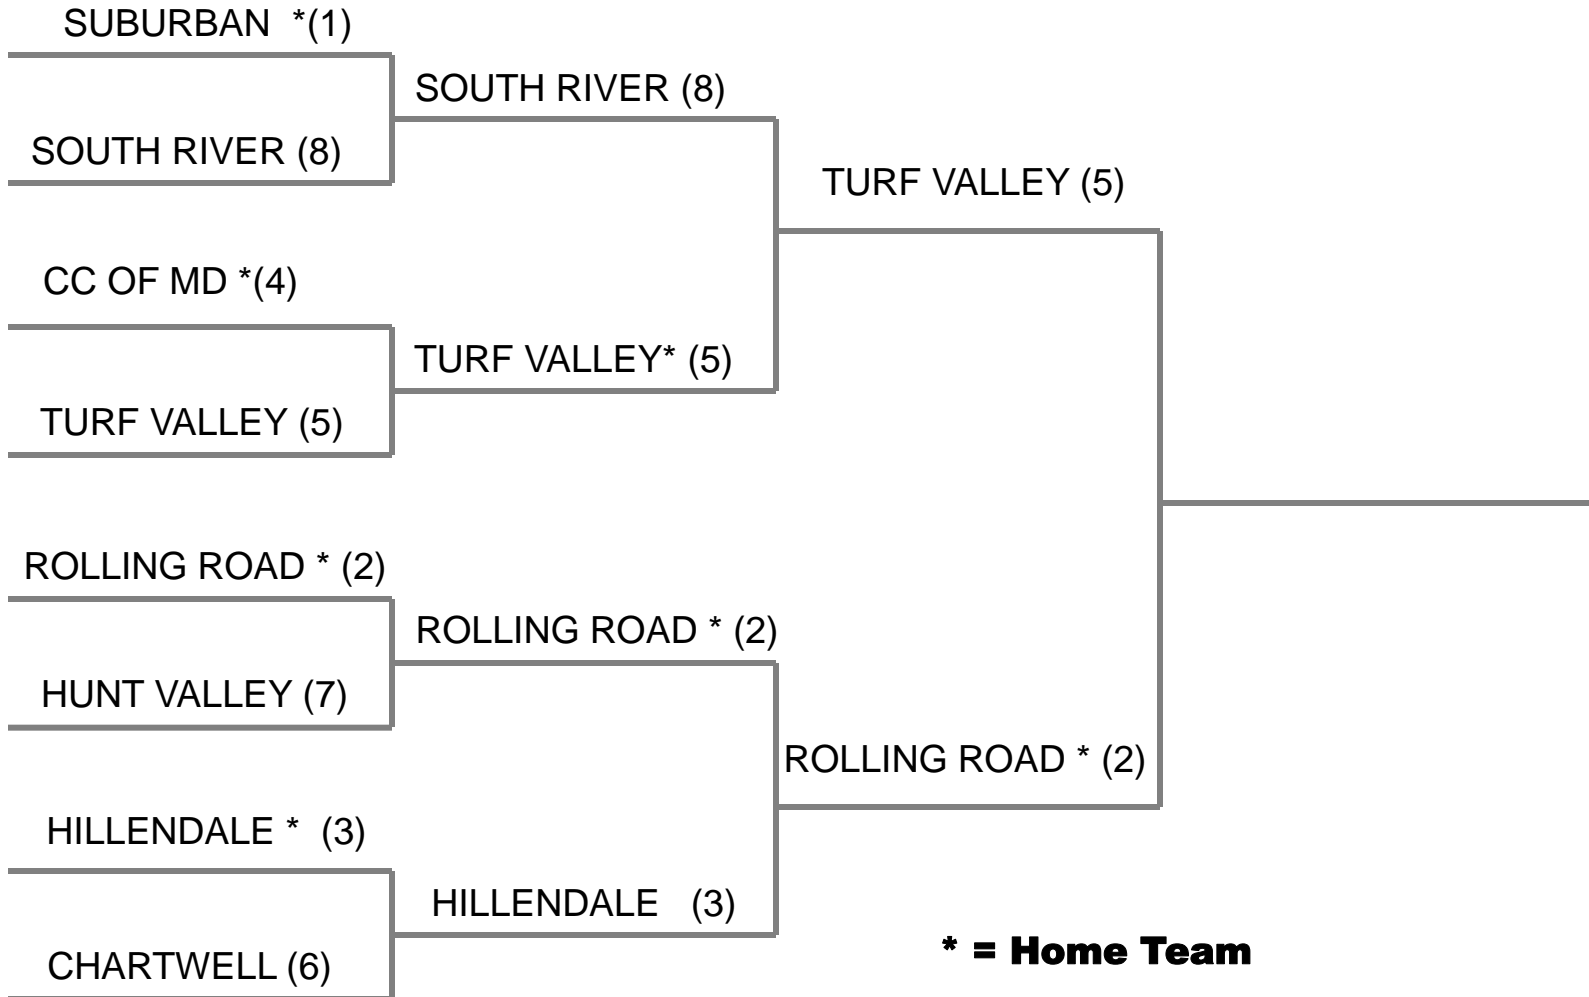 SUBURBAN  *(1)
SOUTH RIVER (8)
SOUTH RIVER (8)
TURF VALLEY (5)
CC OF MD *(4)
TURF VALLEY* (5)
TURF VALLEY (5)
ROLLING ROAD * (2)
ROLLING ROAD * (2)
HUNT VALLEY (7)
ROLLING ROAD * (2)
HILLENDALE *  (3)
HILLENDALE   (3)
CHARTWELL (6)
* = Home Team